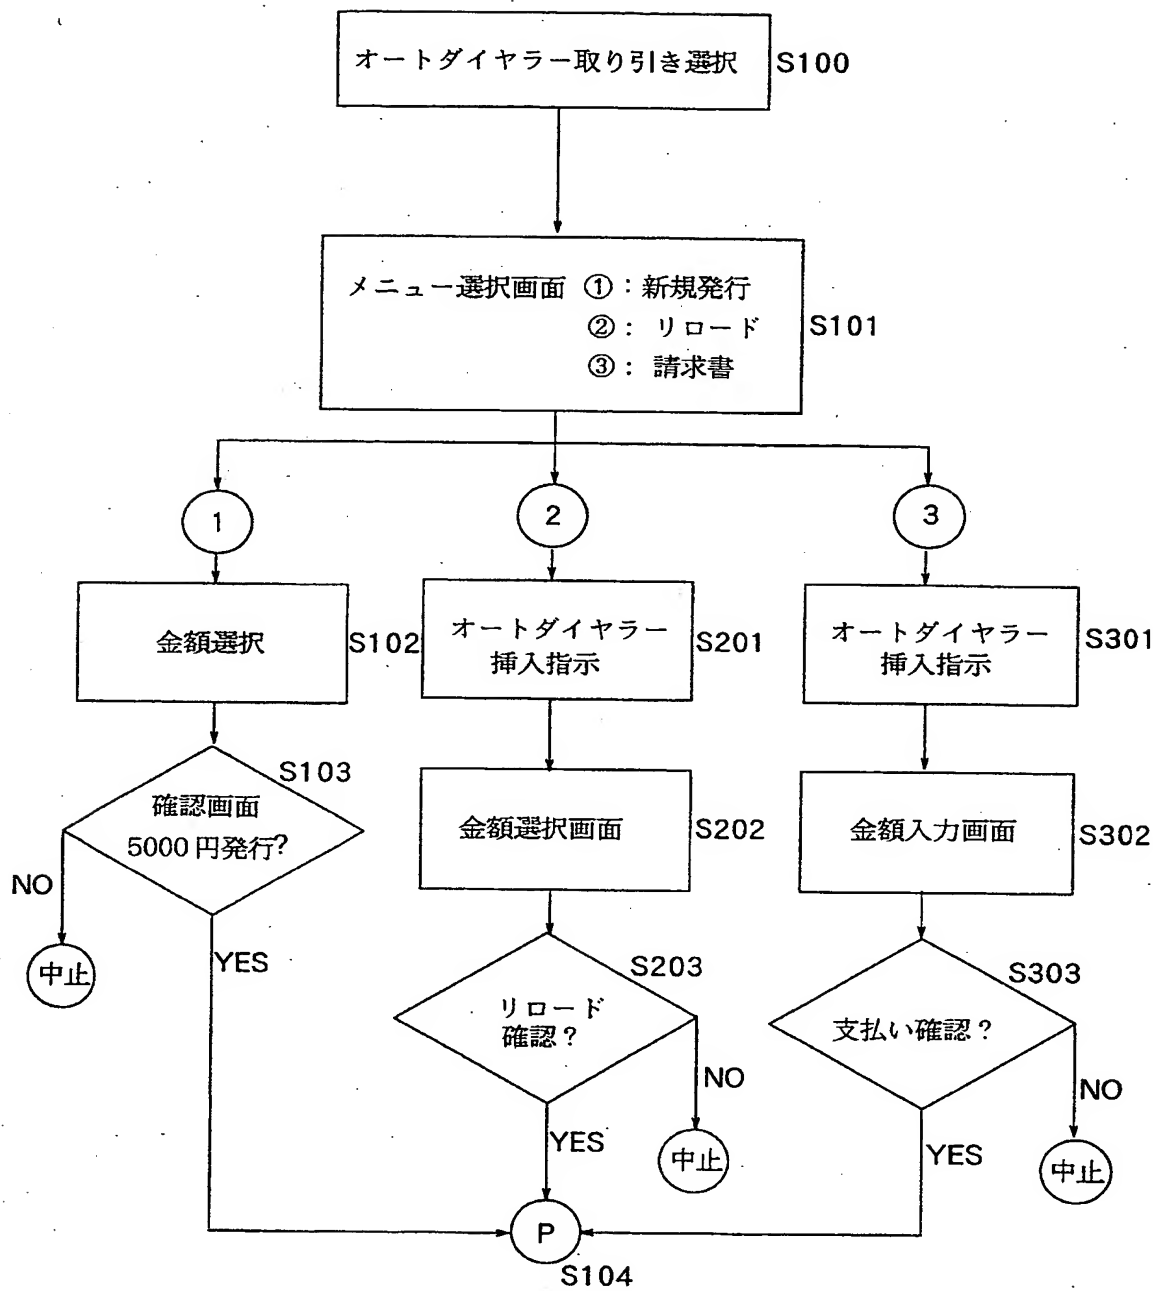 オートダイヤラー取り引き選択
S100
メニュー選択画面 ①:新規発行
②: リロード
③: 請求書
S101
1
2
3
金額選択
S102
オートダイヤラー
挿入指示
S201
オートダイヤラー
挿入指示
S301
S103
確認画面
5000円発行?
NO
中止
YES
金額選択画面
S202
金額入力画面
S302
S203
リロード
確認?
NO
中止
YES
S303
支払い確認?
NO
中止
YES
P
S104